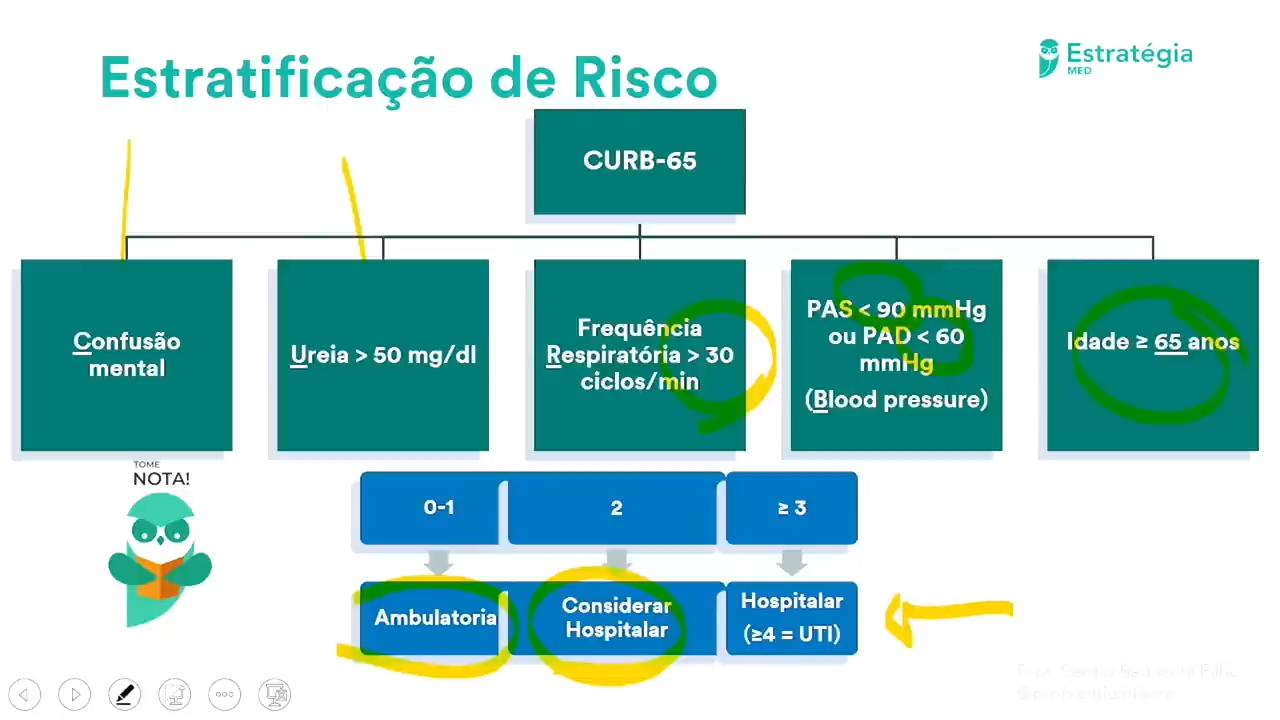 Estratégia
MED
Estratificação de Risco
CURB-65
Confusão
mental
Ureia > 50 mg/dl
Frequência
Respiratória > 30
ciclos/min
PAS < 90 mmHg
ou PAD < 60
mmHg
(Blood pressure)
Idade ≥ 65 anos
TOME
NOTA!
0-1
2
≥ 3
Ambulatoria
Considerar
Hospitalar
Hospitalar
(≥4 = UTI)
Prof.